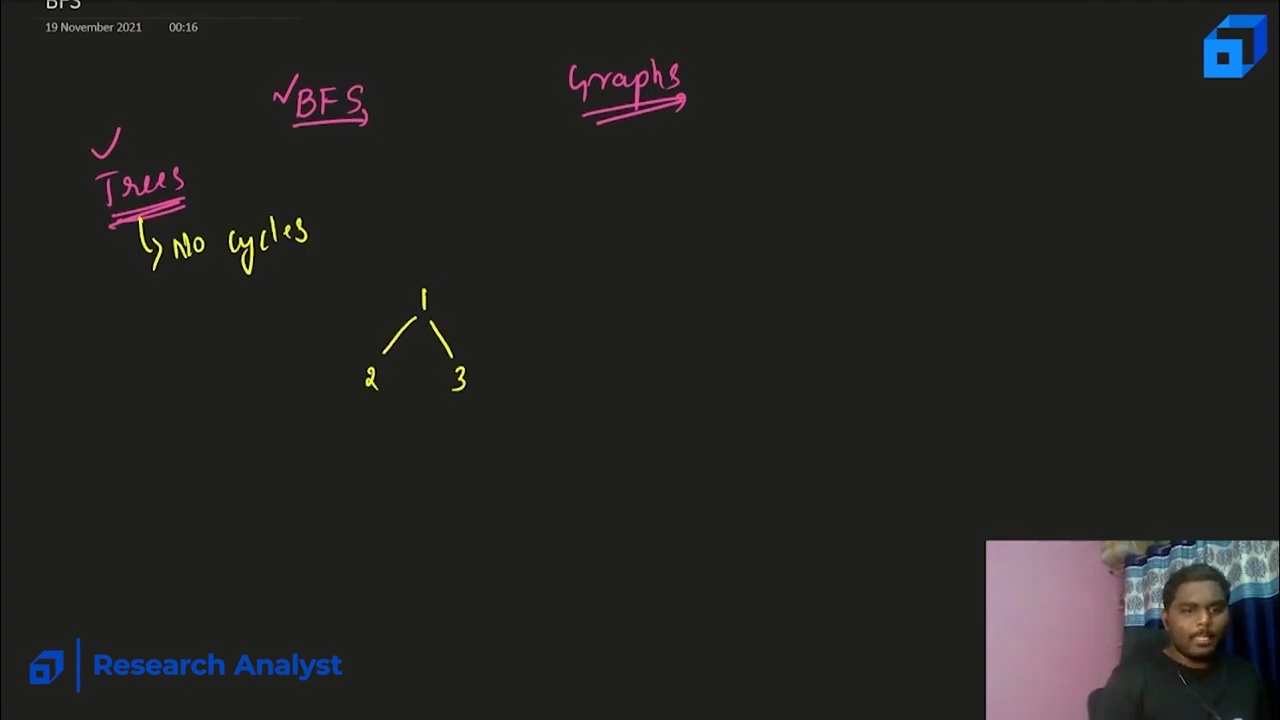 BFS
19 November 2021 00:16
BFS
Graphs
Trees
No cycles
1
2 3
Research Analyst